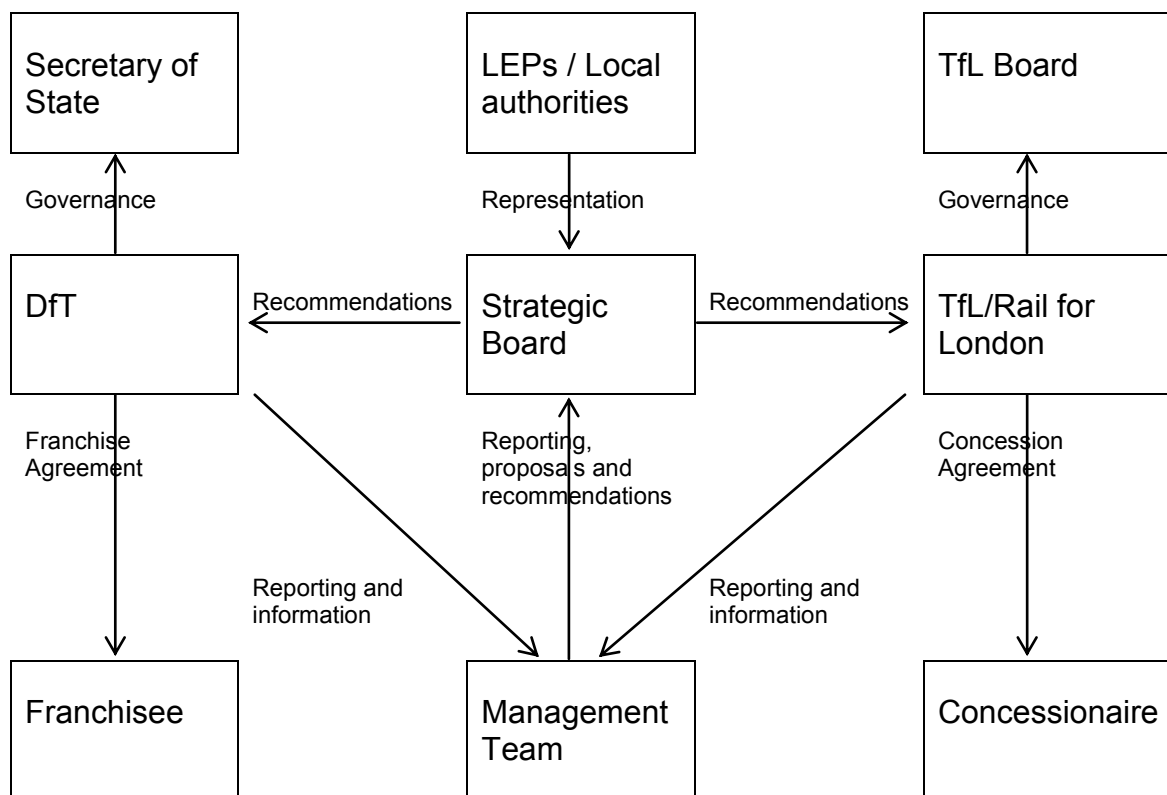 Secretary of
State
LEPs / Local
authorities
TfL Board
Governance
Representation
Governance
DfT
Recommendations
Strategic
Board
Recommendations
TfL/Rail for
London
Franchise
Agreement
Reporting,
proposals and
recommendations
Concession
Agreement
Reporting and
information
Reporting and
information
Franchisee
Management
Team
Concessionaire